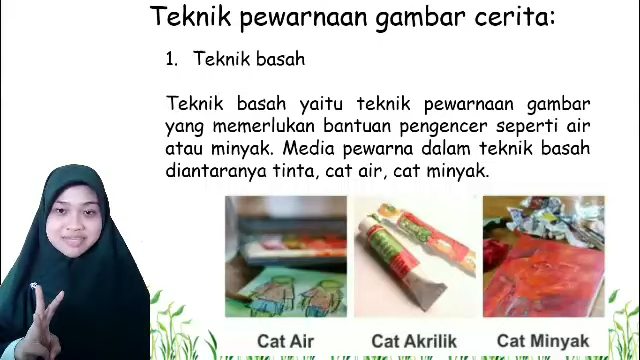 Teknik pewarnaan gambar cerita:
1. Teknik basah
Teknik basah yaitu teknik pewarnaan gambar
yang memerlukan bantuan pengencer seperti air
atau minyak. Media pewarna dalam teknik basah
diantaranya tinta, cat air, cat minyak.
Cat Air Cat Akrilik Cat Minyak